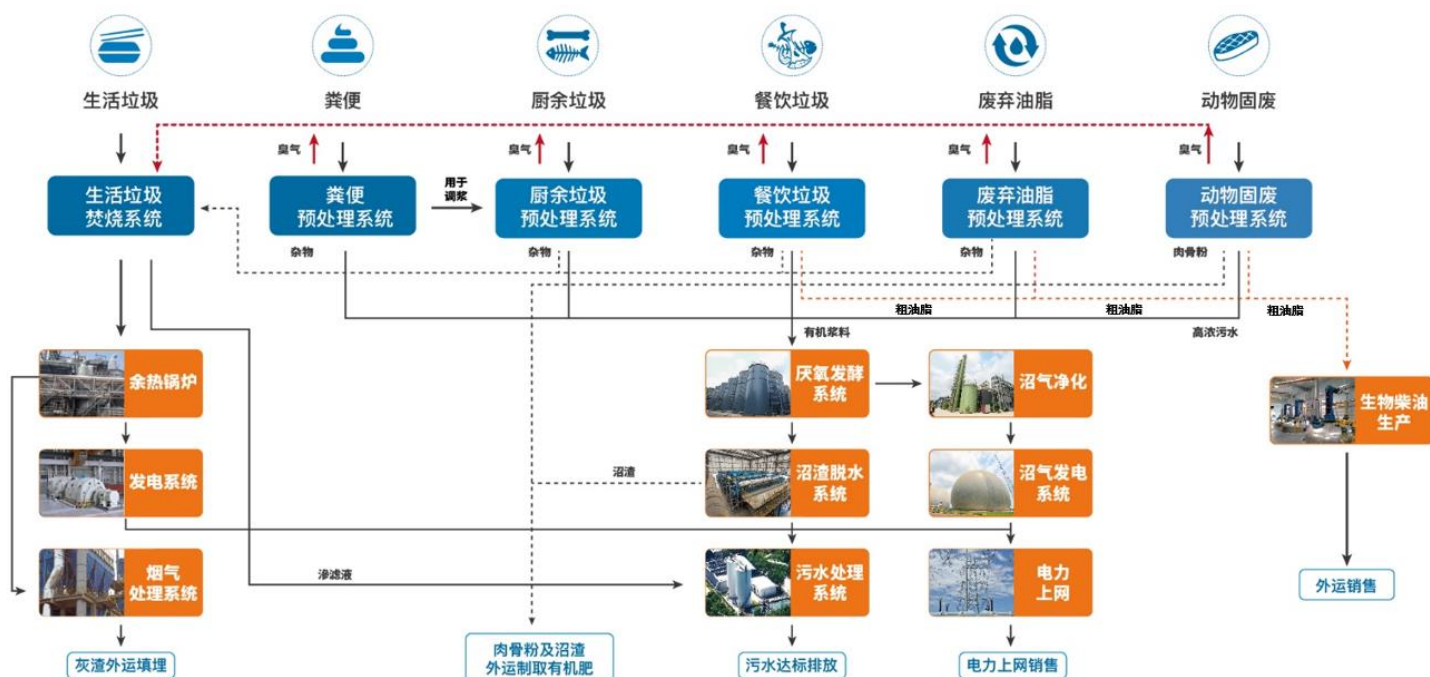 生活垃圾
粪便
厨余垃圾
餐饮垃圾
废弃油脂
动物固废
臭气
臭气
臭气
臭气
臭气
生活垃圾
焚烧系统
粪便
预处理系统
用于
调浆
厨余垃圾
预处理系统
餐饮垃圾
预处理系统
废弃油脂
预处理系统
动物固废
预处理系统
杂物
杂物
杂物
杂物
肉骨粉
粗油脂
粗油脂
粗油脂
有机浆料
高浓污水
余热锅炉
厌氧发酵
系统
沼气净化
生物柴油
生产
发电系统
沼渣
沼渣脱水
系统
沼气发电
系统
烟气
处理系统
渗滤液
污水处理
系统
电力
上网
外运销售
灰渣外运填埋
肉骨粉及沼渣
外运制取有机肥
污水达标排放
电力上网销售